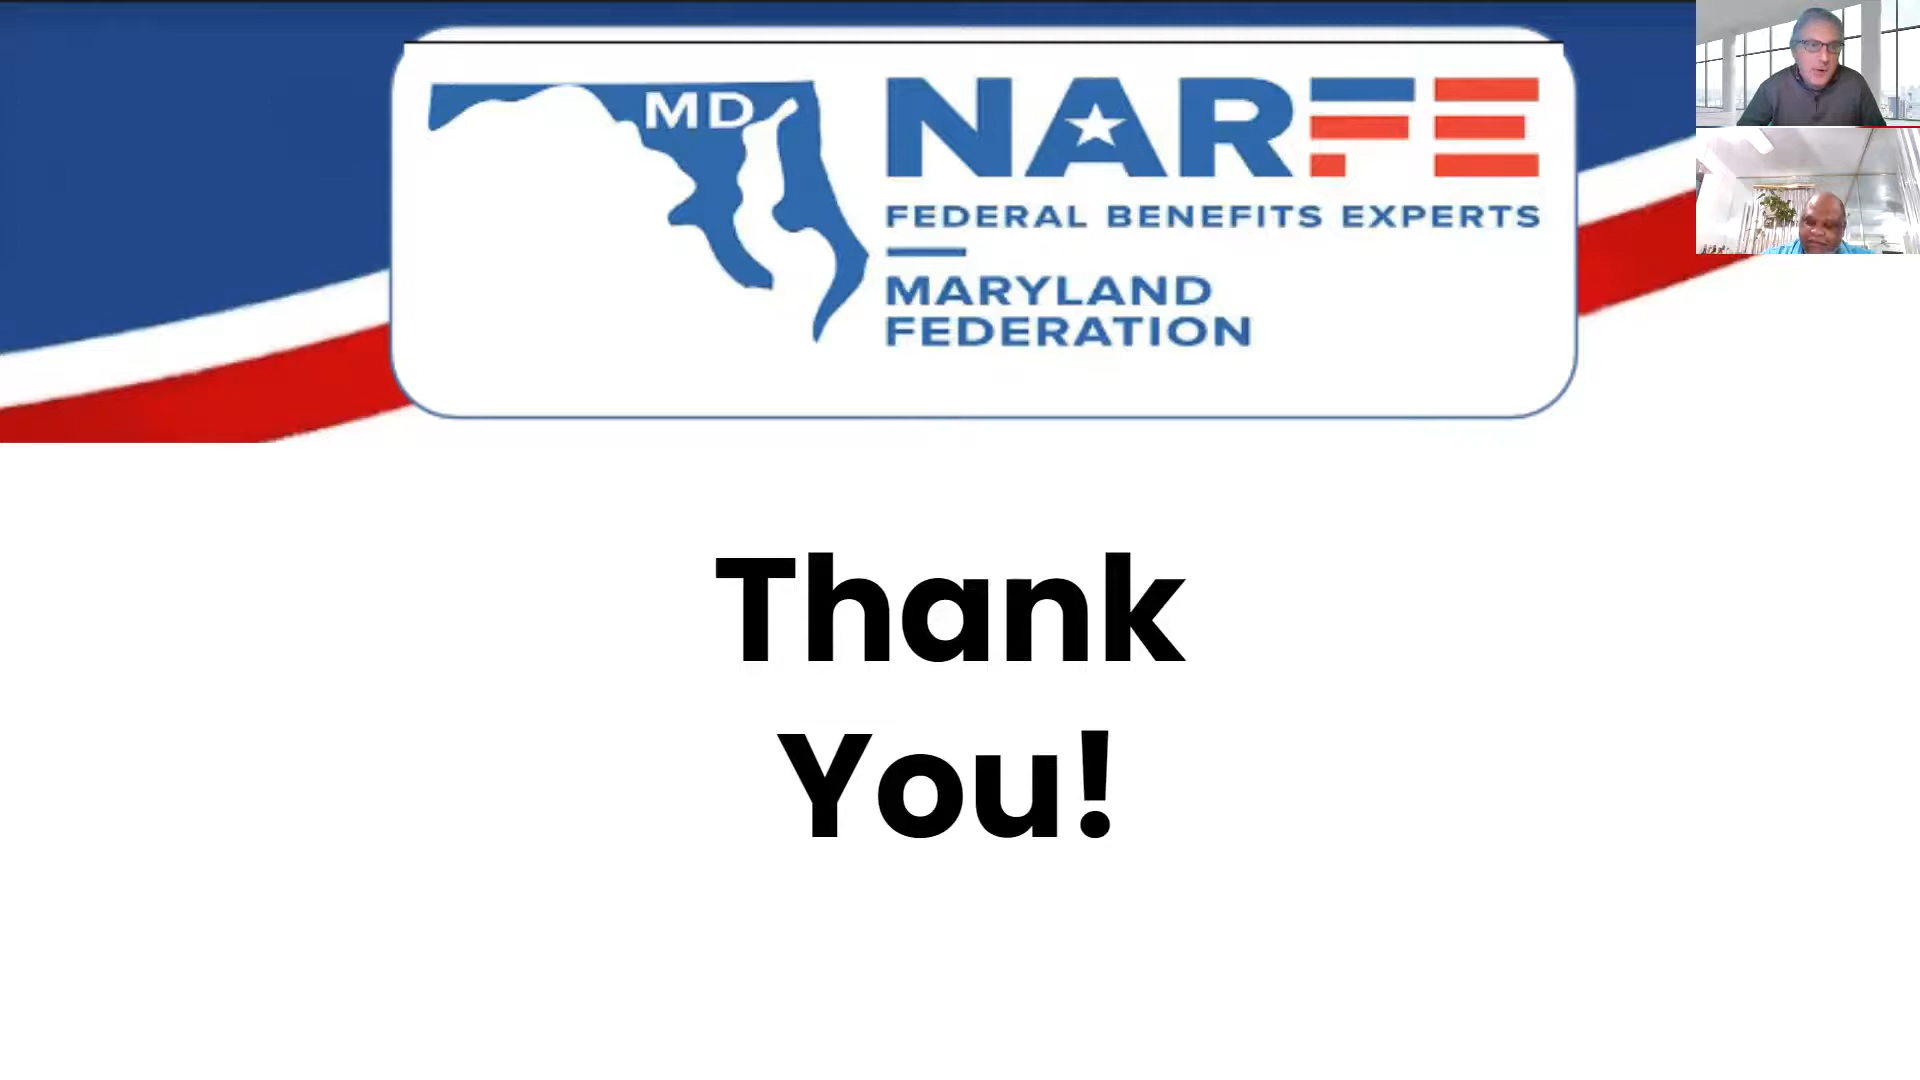 MD
NARFE
FEDERAL BENEFITS EXPERTS
MARYLAND
FEDERATION
Thank
You!